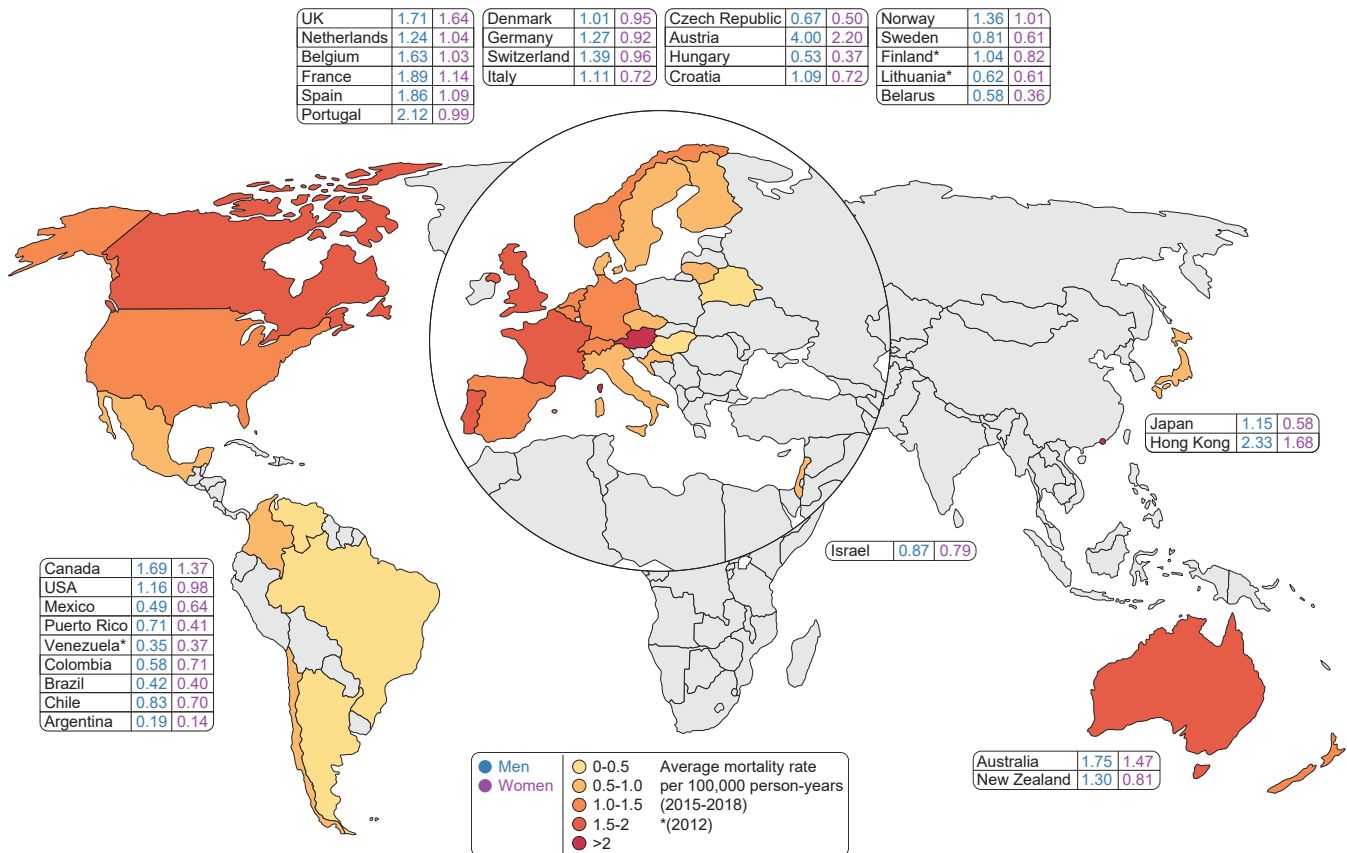 UK 1.71 1.64
Netherlands 1.24 1.04
Belgium 1.63 1.03
France 1.89 1.14
Spain 1.86 1.09
Portugal 2.12 0.99
Denmark 1.01 0.95
Germany 1.27 0.92
Switzerland 1.39 0.96
Italy 1.11 0.72
Czech Republic 0.67 0.50
Austria 4.00 2.20
Hungary 0.53 0.37
Croatia 1.09 0.72
Norway 1.36 1.01
Sweden 0.81 0.61
Finland* 1.04 0.82
Lithuania* 0.62 0.61
Belarus 0.58 0.36
Japan 1.15 0.58
Hong Kong 2.33 1.68
Israel 0.87 0.79
Canada 1.69 1.37
USA 1.16 0.98
Mexico 0.49 0.64
Puerto Rico 0.71 0.41
Venezuela* 0.35 0.37
Colombia 0.58 0.71
Brazil 0.42 0.40
Chile 0.83 0.70
Argentina 0.19 0.14
Australia 1.75 1.47
New Zealand 1.30 0.81
Men
Women
0-0.5
0.5-1.0
1.0-1.5
1.5-2
>2
Average mortality rate
per 100,000 person-years
(2015-2018)
*(2012)